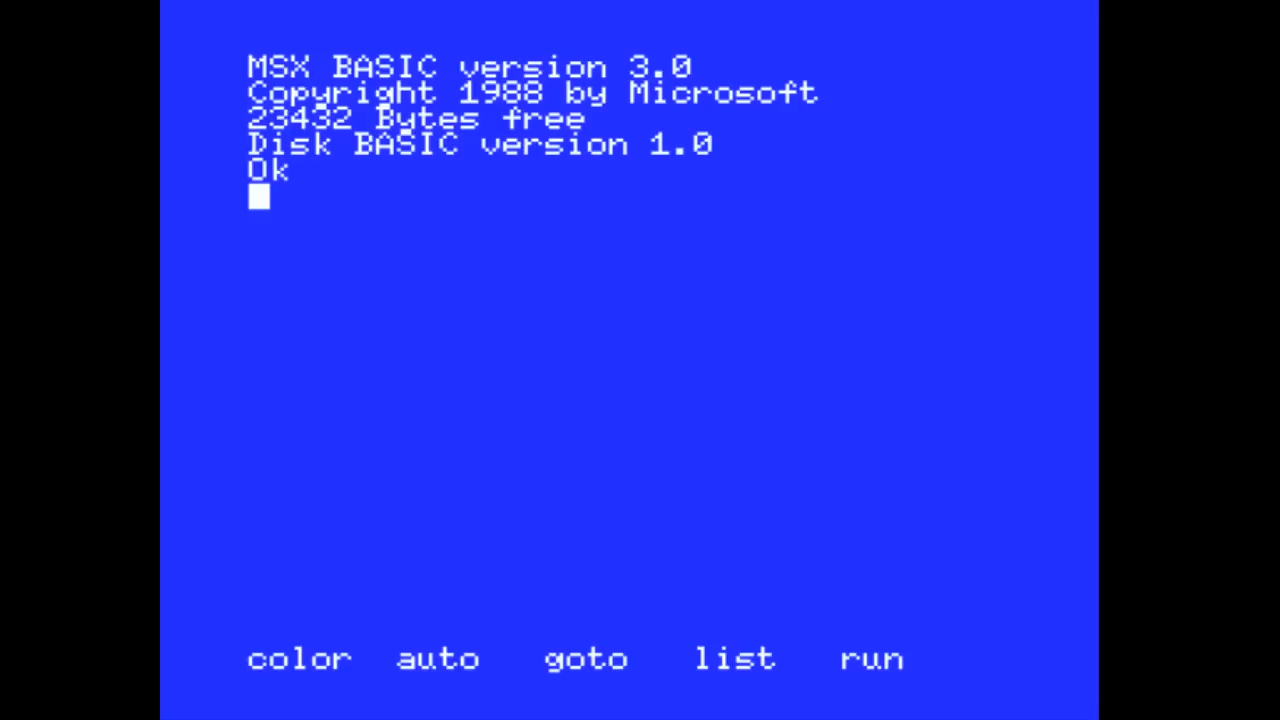 MSX BASIC version 3.0
Copyright 1988 by Microsoft
23432 Bytes free
Disk BASIC version 1.0
Ok
color auto goto list run